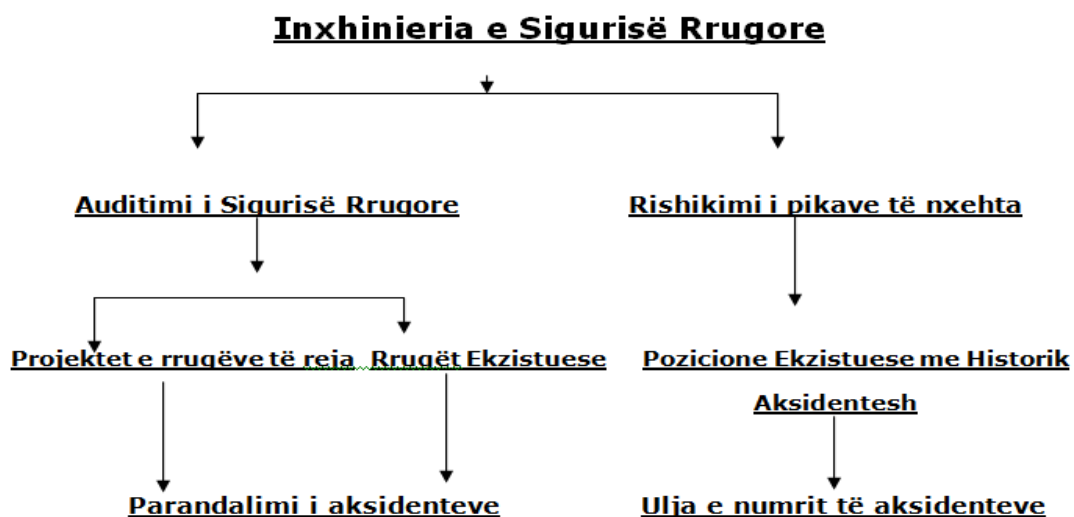 Inxhinieria e Sigurisë Rrugore
Auditimi i Sigurisë Rrugore
Rishikimi i pikave të nxehta
Projektet e rrugëve të reja
Rrugët Ekzistuese
Pozicione Ekzistuese me Historik
Aksidentesh
Parandalimi i aksidenteve
Ulja e numrit të aksidenteve